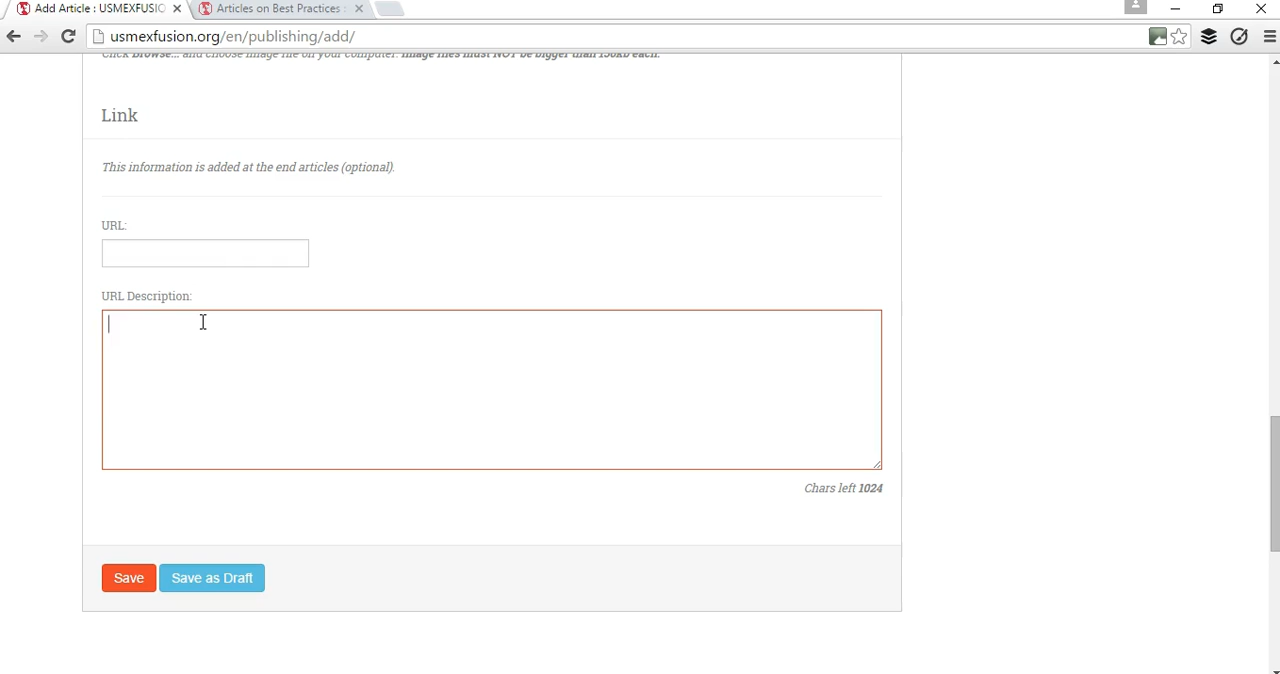 Add Article : USMEXFUSIO
Articles on Best Practices :
usmexfusion.org/en/publishing/add/
Click Browse... and choose image file on your computer. Image files must NOT be bigger than 150kb each.
Link
This information is added at the end articles (optional).
URL:
URL Description:
Chars left 1024
Save Save as Draft